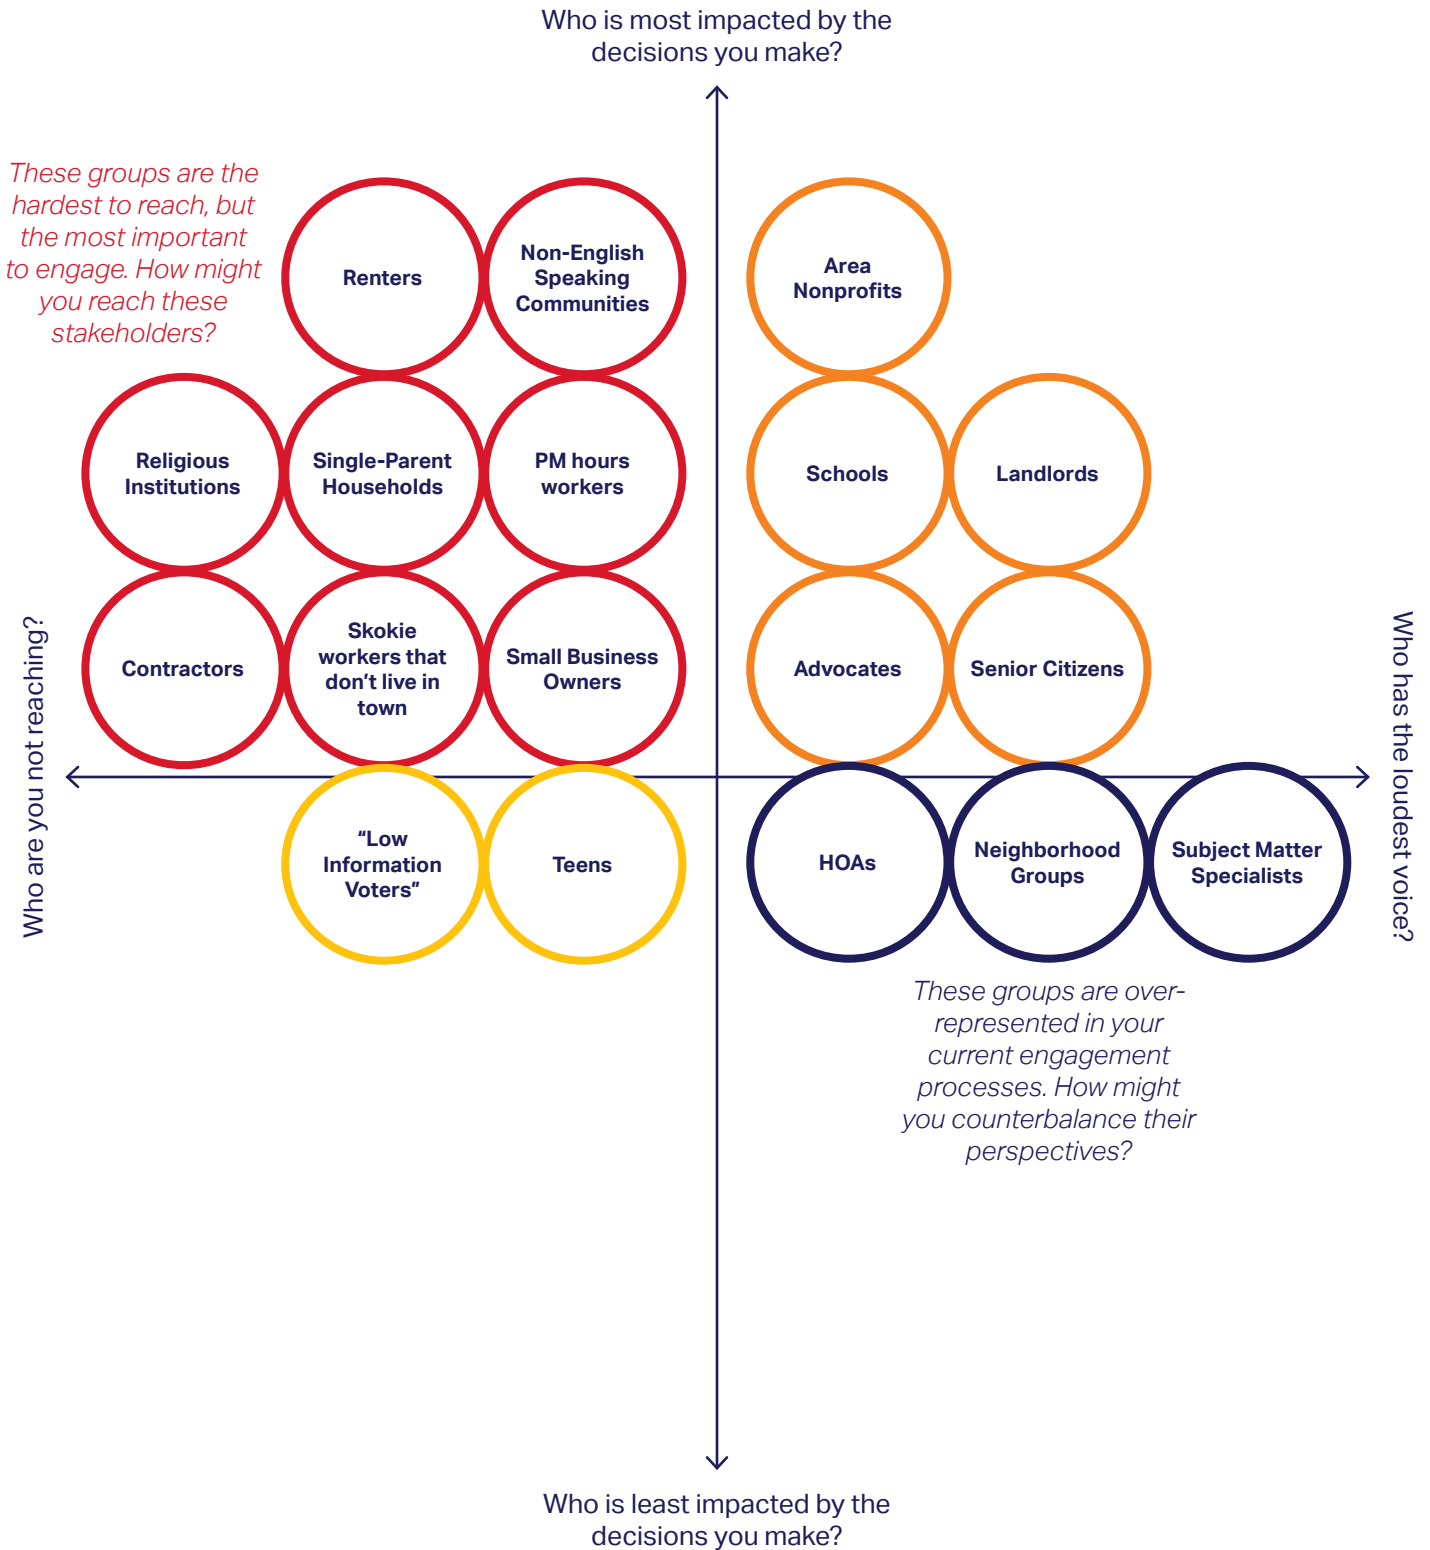 Who is most impacted by the
decisions you make?
These groups are the
hardest to reach, but
the most important
to engage. How might
you reach these
stakeholders?
Renters
Non-English
Speaking
Communities
Area
Nonprofits
Religious
Institutions
Single-Parent
Households
PM hours
workers
Schools
Landlords
Contractors
Skokie
workers that
don’t live in
town
Small Business
Owners
Advocates
Senior Citizens
Who are you not reaching?
Who has the loudest voice?
“Low
Information
Voters”
Teens
HOAs
Neighborhood
Groups
Subject Matter
Specialists
These groups are over-
represented in your
current engagement
processes. How might
you counterbalance their
perspectives?
Who is least impacted by the
decisions you make?